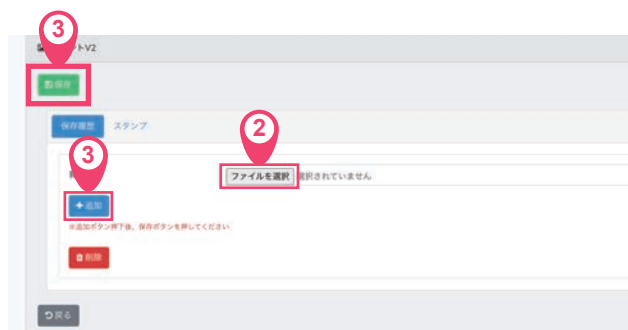 3
トV2
保存
保存履歴 スタンプ
2
3
ファイルを選択 選択されていません
+追加
※追加ボタン押下後、保存ボタンを押してください
削除
戻る